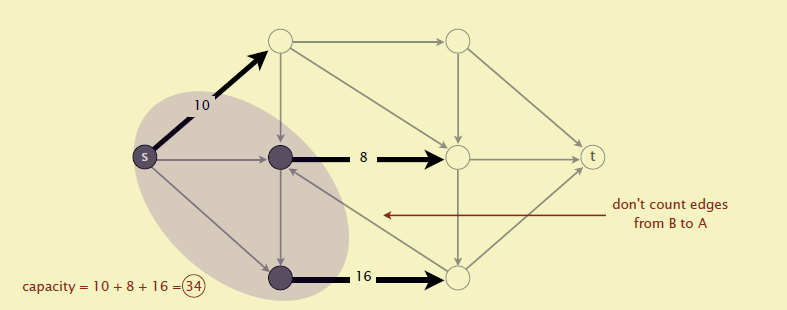 10
s
8
t
don't count edges
from B to A
16
capacity = 10 + 8 + 16 = 34